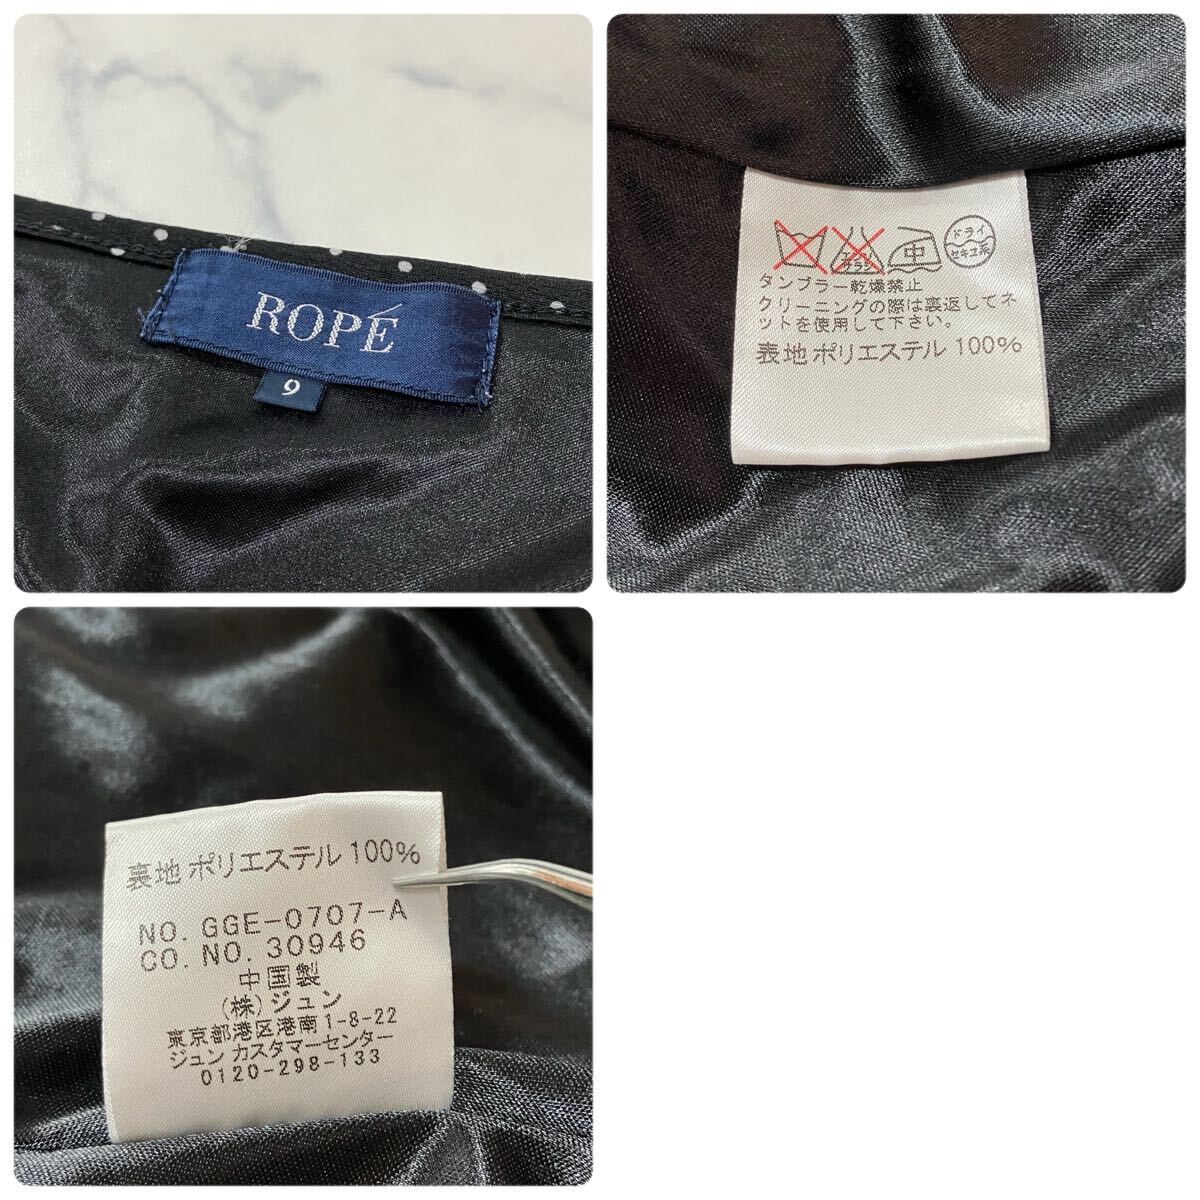 ROPÉ
9
エンソ
サラシ
中
ドライ
セキユ系
タンブラー乾燥禁止
クリーニングの際は裏返してネ
ットを使用して下さい。
表地 ポリエステル 100%
表地 ポリエステル 100%
NO. GGE-0707-A
CO. NO. 30946
中国製
(株)ジュン
東京都港区港南1-8-22
ジュン カスタマーセンター
0120-298-133